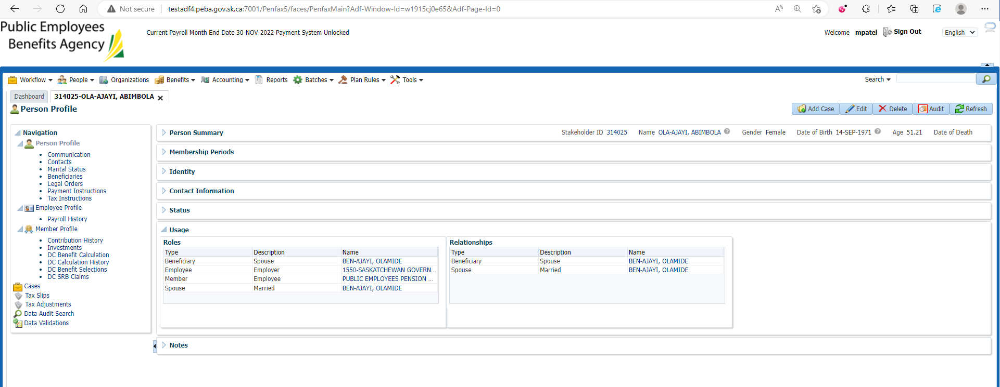 Not secure testadf4.peba.gov.sk.ca:7001/Penfax5/faces/PenfaxMain?Adf-Window-Id=w1915cj0e65&Adf-Page-Id=0
Public Employees
Benefits Agency
Current Payroll Month End Date 30-NOV-2022 Payment System Unlocked
Welcome mpatel Sign Out English
Workflow People Organizations Benefits Accounting Reports Batches Plan Rules Tools Search
Dashboard 314025-OLA-AJAYI, ABIMBOLA
Person Profile
Add Case Edit Delete Audit Refresh
Navigation
Person Profile
Communication
Contacts
Marital Status
Beneficiaries
Legal Orders
Payment Instructions
Tax Instructions
Employee Profile
Payroll History
Member Profile
Contribution History
Investments
DC Benefit Calculation
DC Calculation History
DC Benefit Selections
DC SRB Claims
Cases
Tax Slips
Tax Adjustments
Data Audit Search
Data Validations
Person Summary Stakeholder ID 314025 Name OLA-AJAYI, ABIMBOLA Gender Female Date of Birth 14-SEP-1971 Age 51.21 Date of Death
Membership Periods
Identity
Contact Information
Status
Usage
Roles
Type Description Name
Beneficiary Spouse BEN-AJAYI, OLAMIDE
Employee Employer 1550-SASKATCHEWAN GOVERN...
Member Employee PUBLIC EMPLOYEES PENSION ...
Spouse Married BEN-AJAYI, OLAMIDE
Relationships
Type Description Name
Beneficiary Spouse BEN-AJAYI, OLAMIDE
Spouse Married BEN-AJAYI, OLAMIDE
Notes